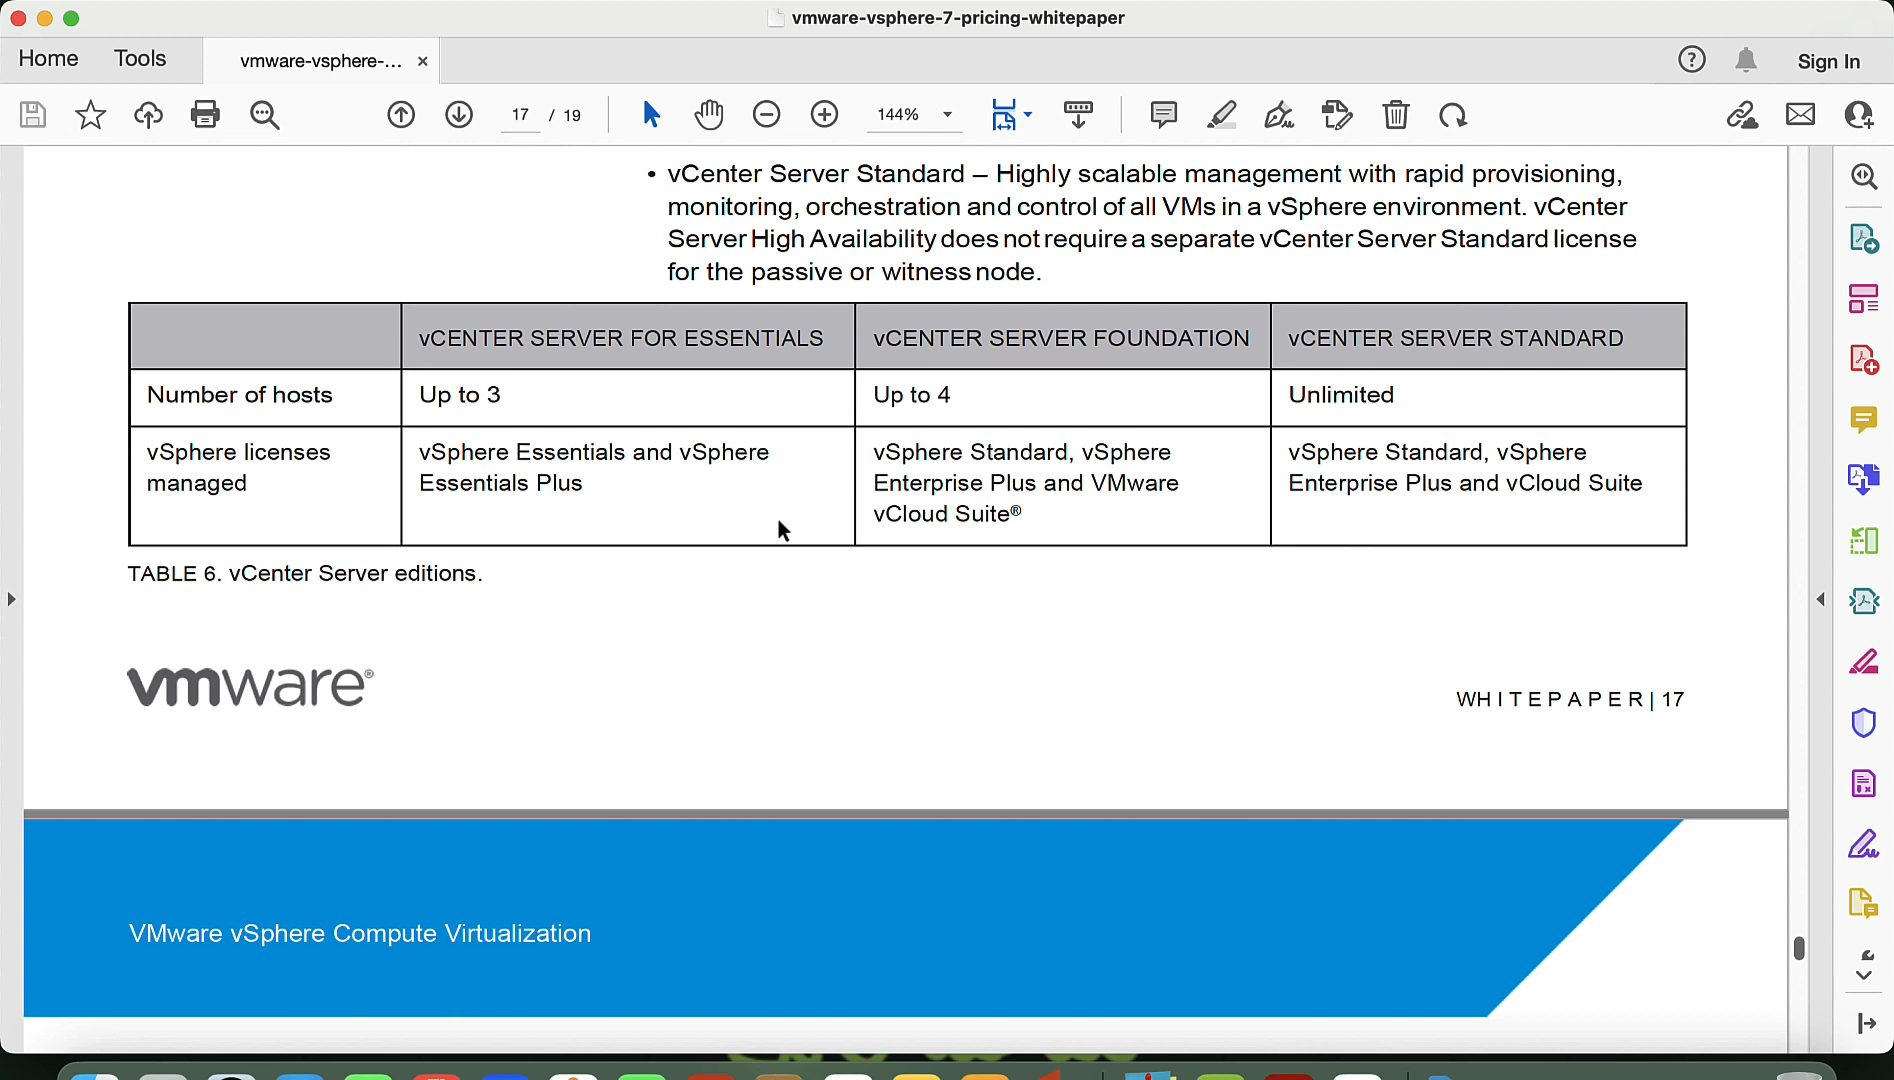 vmware-vsphere-7-pricing-whitepaper
Home Tools vmware-vsphere-... × Sign In
17 / 19 144%
• vCenter Server Standard – Highly scalable management with rapid provisioning,
monitoring, orchestration and control of all VMs in a vSphere environment. vCenter
Server High Availability does not require a separate vCenter Server Standard license
for the passive or witness node.
vCENTER SERVER FOR ESSENTIALS vCENTER SERVER FOUNDATION vCENTER SERVER STANDARD
Number of hosts Up to 3 Up to 4 Unlimited
vSphere licenses managed
vSphere Essentials and vSphere
Essentials Plus
vSphere Standard, vSphere
Enterprise Plus and VMware
vCloud Suite®
vSphere Standard, vSphere
Enterprise Plus and vCloud Suite
TABLE 6. vCenter Server editions.
vmware®
WHITEPAPER | 17
VMware vSphere Compute Virtualization